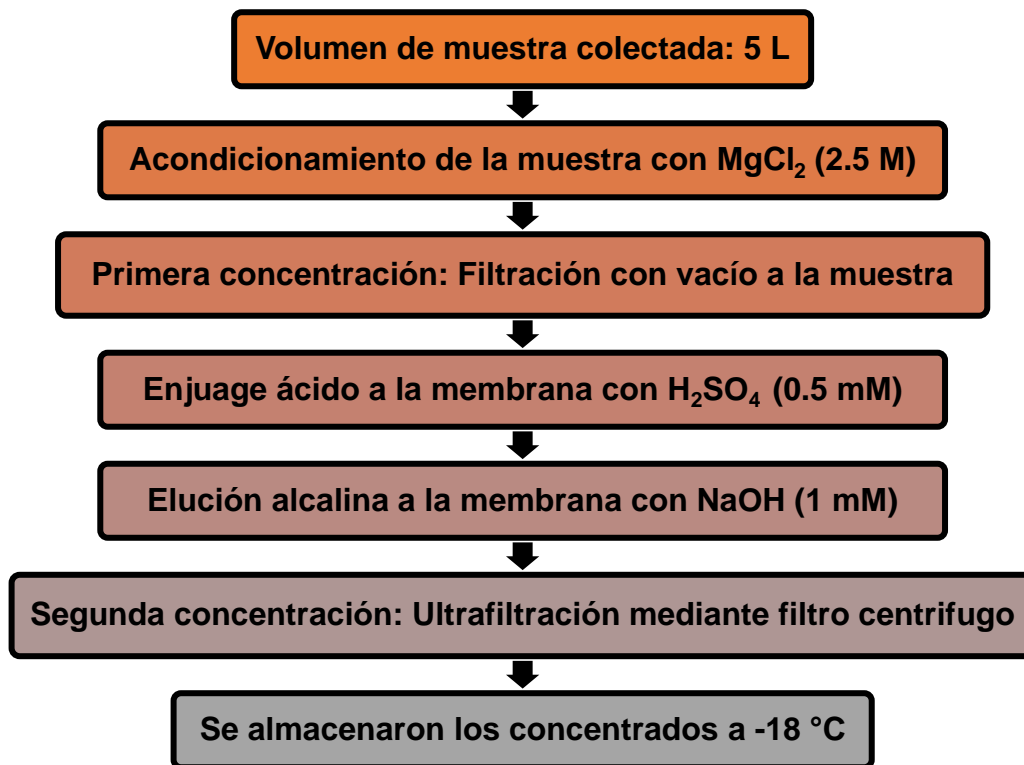 Volumen de muestra colectada: 5 L
Acondicionamiento de la muestra con MgCl₂ (2.5 M)
Primera concentración: Filtración con vacío a la muestra
Enjuage ácido a la membrana con H₂SO₄ (0.5 mM)
Elución alcalina a la membrana con NaOH (1 mM)
Segunda concentración: Ultrafiltración mediante filtro centrifugo
Se almacenaron los concentrados a -18 °C